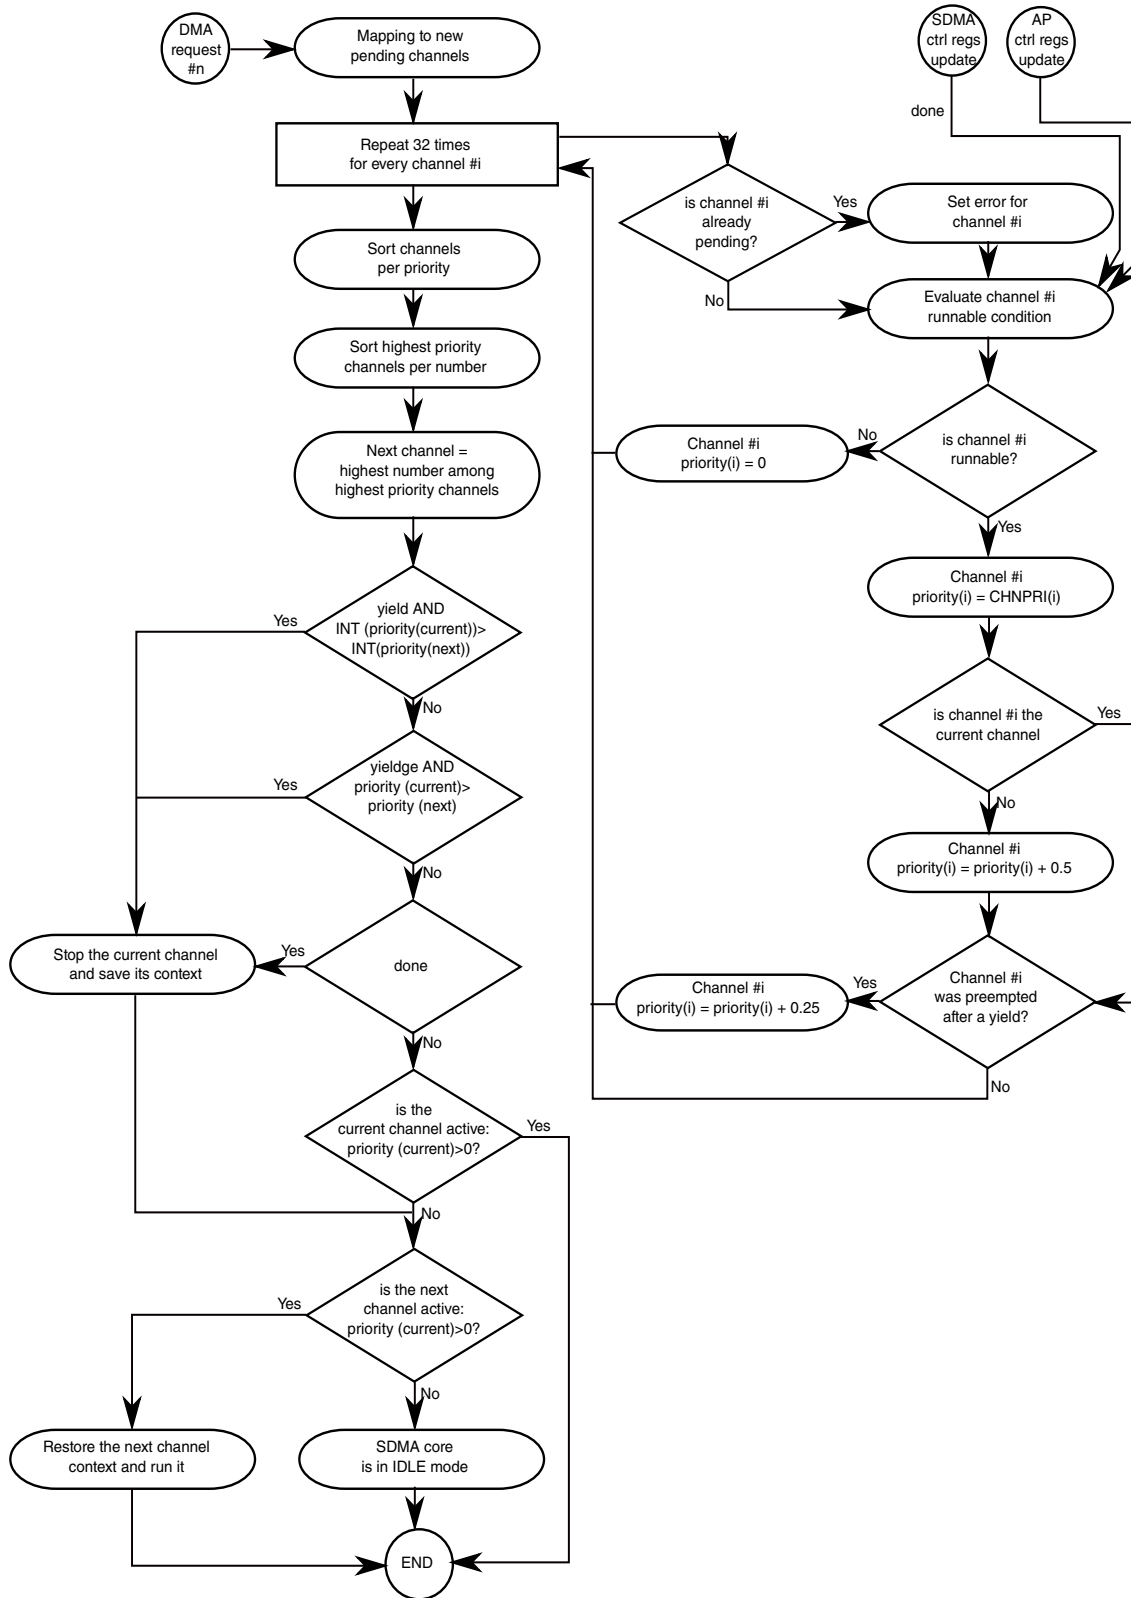 DMA
request
#n
Mapping to new
pending channels
SDMA
ctrl regs
update
AP
ctrl regs
update
done
Repeat 32 times
for every channel #i
is channel #i
already
pending?
Yes
No
Set error for
channel #i
Sort channels
per priority
Evaluate channel #i
runnable condition
Sort highest priority
channels per number
is channel #i
runnable?
No
Yes
Channel #i
priority(i) = 0
Next channel =
highest number among
highest priority channels
Channel #i
priority(i) = CHNPRI(i)
yield AND
INT (priority(current))>
INT(priority(next))
Yes
No
is channel #i the
current channel
Yes
No
yieldge AND
priority (current)>
priority (next)
Yes
No
Channel #i
priority(i) = priority(i) + 0.5
Stop the current channel
and save its context
Yes
done
No
Channel #i
was preempted
after a yield?
Yes
No
Channel #i
priority(i) = priority(i) + 0.25
is the
current channel active:
priority (current)>0?
Yes
No
is the next
channel active:
priority (current)>0?
Yes
No
Restore the next channel
context and run it
SDMA core
is in IDLE mode
END